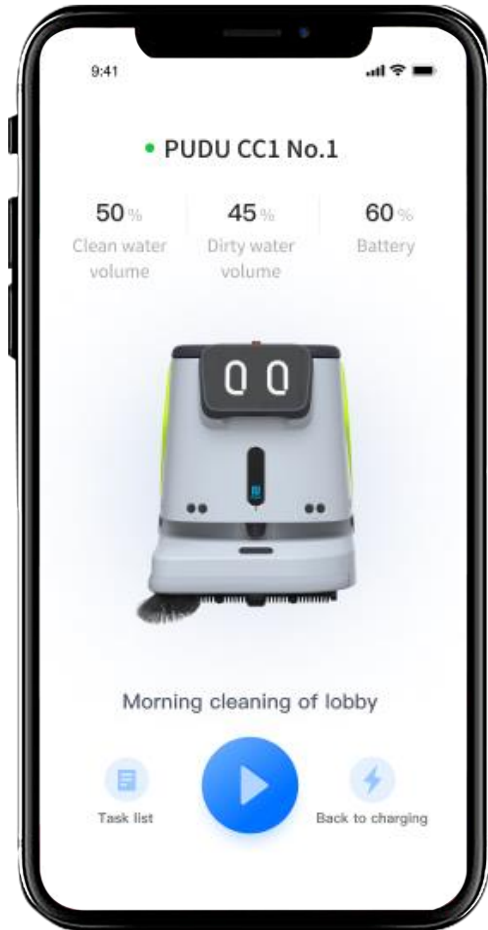 9:41
PUDU CC1 No.1
50 % 45 % 60 %
Clean water Dirty water Battery
volume volume
00
Morning cleaning of lobby
Task list Back to charging